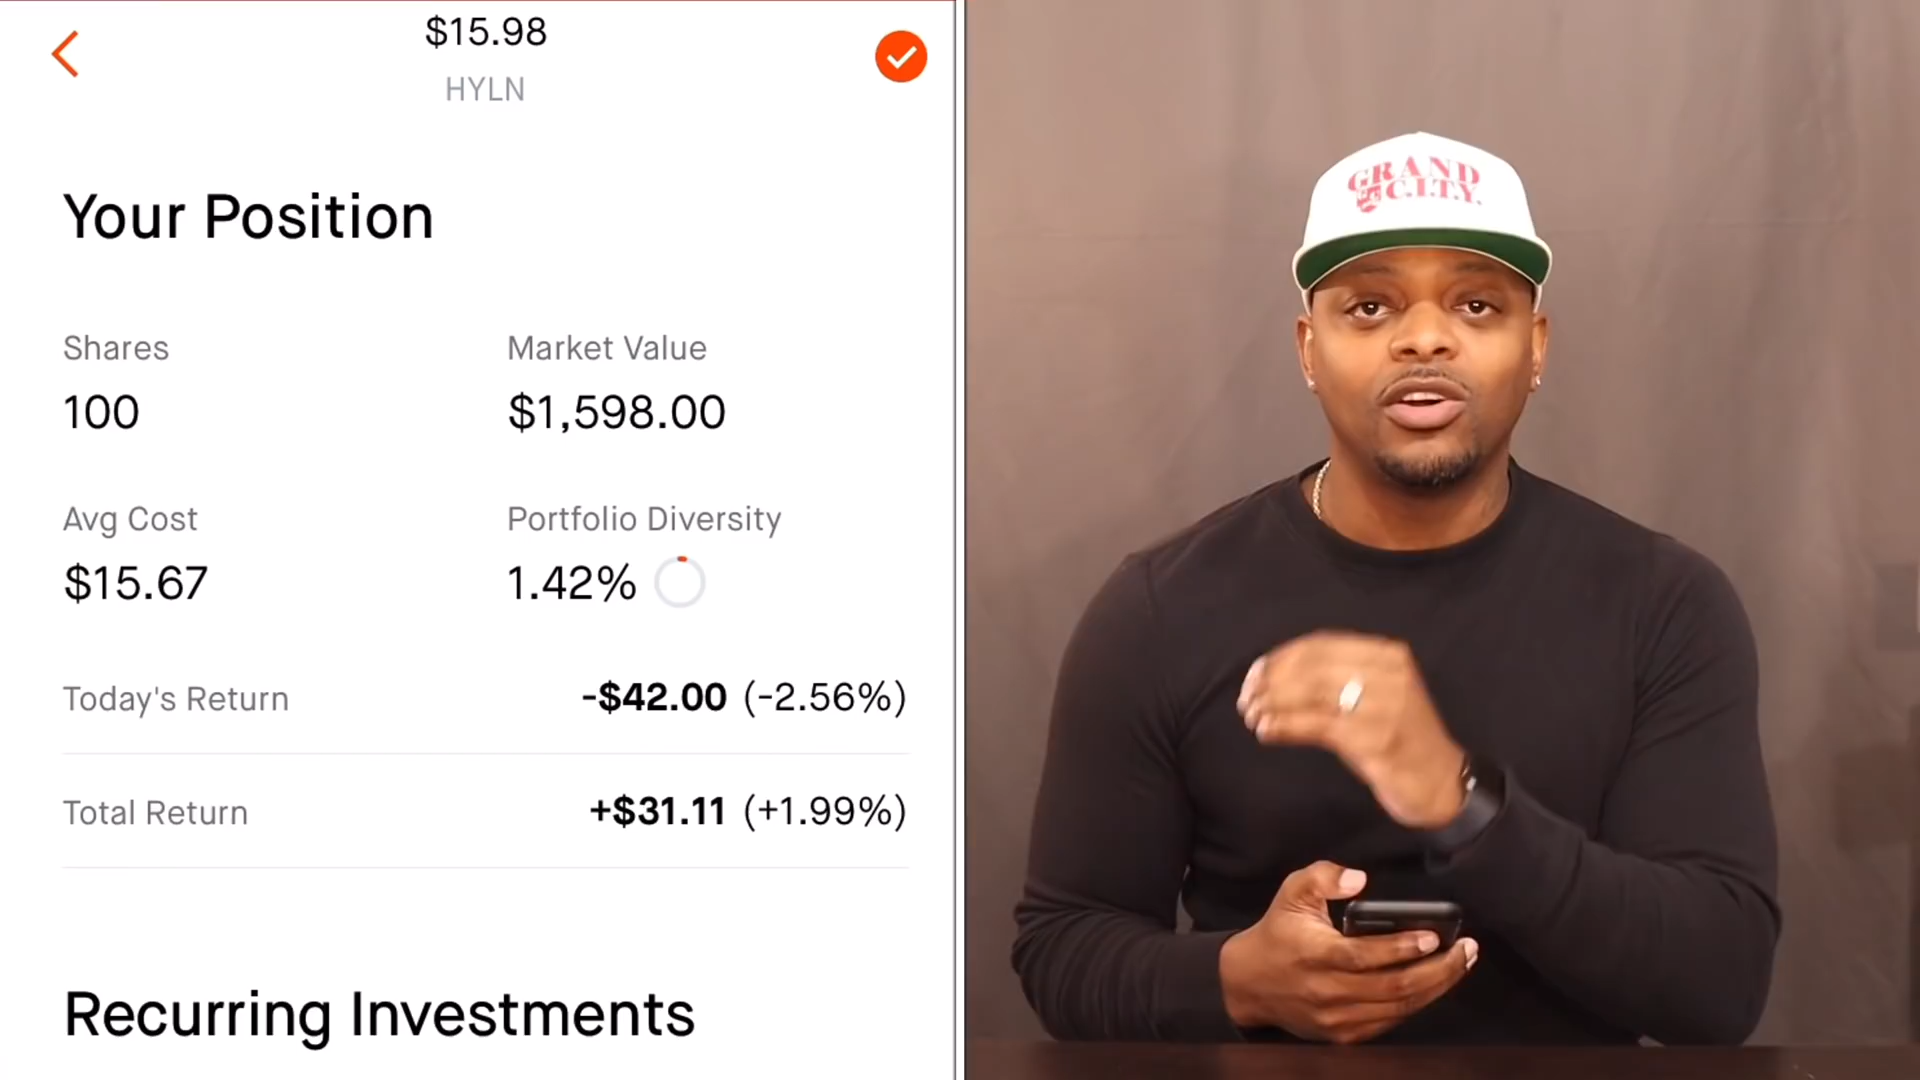 $15.98
HYLN
Your Position
Shares
100
Market Value
$1,598.00
Avg Cost
$15.67
Portfolio Diversity
1.42%
Today's Return
-$42.00 (-2.56%)
Total Return
+$31.11 (+1.99%)
Recurring Investments
GRAND
C.I.T.Y.